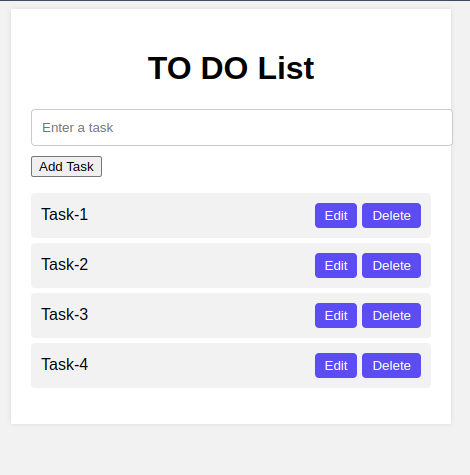 TO DO List
Enter a task
Add Task
Task-1 Edit Delete
Task-2 Edit Delete
Task-3 Edit Delete
Task-4 Edit Delete